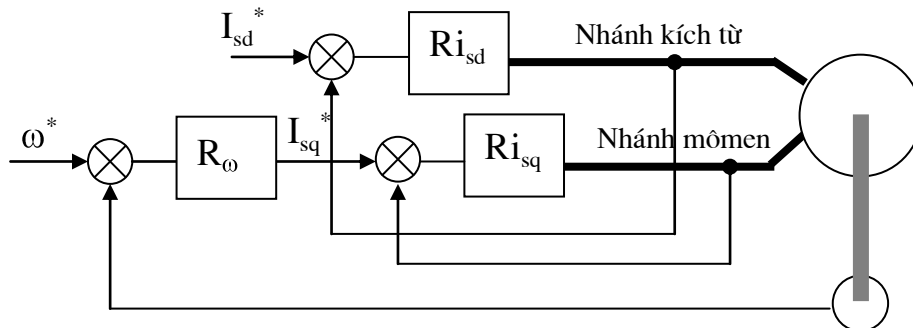 I_sd^*
Ri_sd
Nhánh kích từ
ω^*
R_ω
I_sq^*
Ri_sq
Nhánh mômen